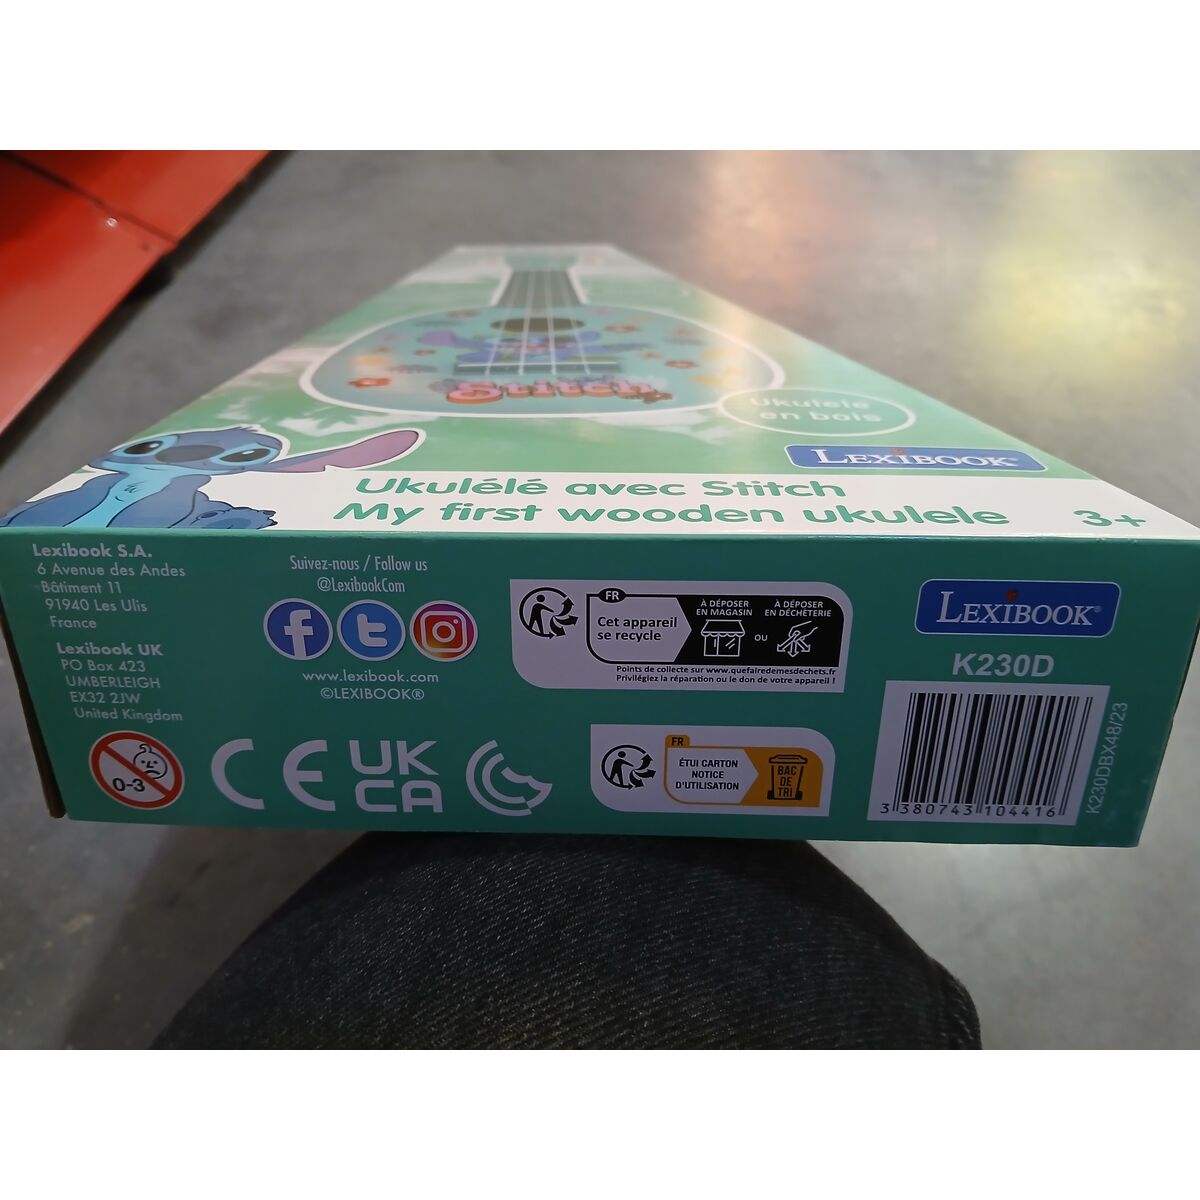 Stitch
Ukulélé
en bois
LEXIBOOK®
Ukulélé avec Stitch
My first wooden ukulele
3+
Lexibook S.A.
6 Avenue des Andes
Bâtiment 11
91940 Les Ulis
France
Lexibook UK
PO Box 423
UMBERLEIGH
EX32 2JW
United Kingdom
0-3
Suivez-nous / Follow us
@LexibookCom
www.lexibook.com
©LEXIBOOK®
CE
UK
CA
FR
Cet appareil
se recycle
À DÉPOSER
EN MAGASIN
OU
À DÉPOSER
EN DÉCHÈTERIE
Points de collecte sur www.quefairedemesdechets.fr
Privilégiez la réparation ou le don de votre appareil !
FR
ÉTUI CARTON
NOTICE
D'UTILISATION
BAC
DE
TRI
LEXIBOOK®
K230D
3 380743 104416
K230DBX48/23